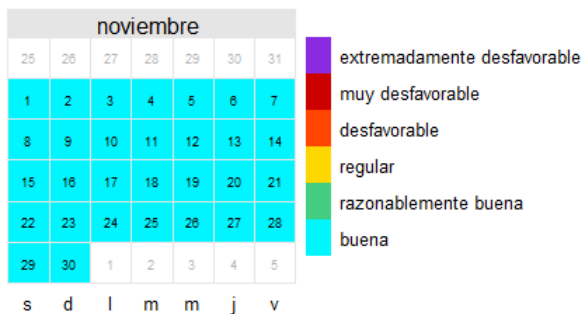 noviembre
25 26 27 28 29 30 31
1 2 3 4 5 6 7
8 9 10 11 12 13 14
15 16 17 18 19 20 21
22 23 24 25 26 27 28
29 30 1 2 3 4 5
s d l m m j v
extremadamente desfavorable
muy desfavorable
desfavorable
regular
razonablemente buena
buena